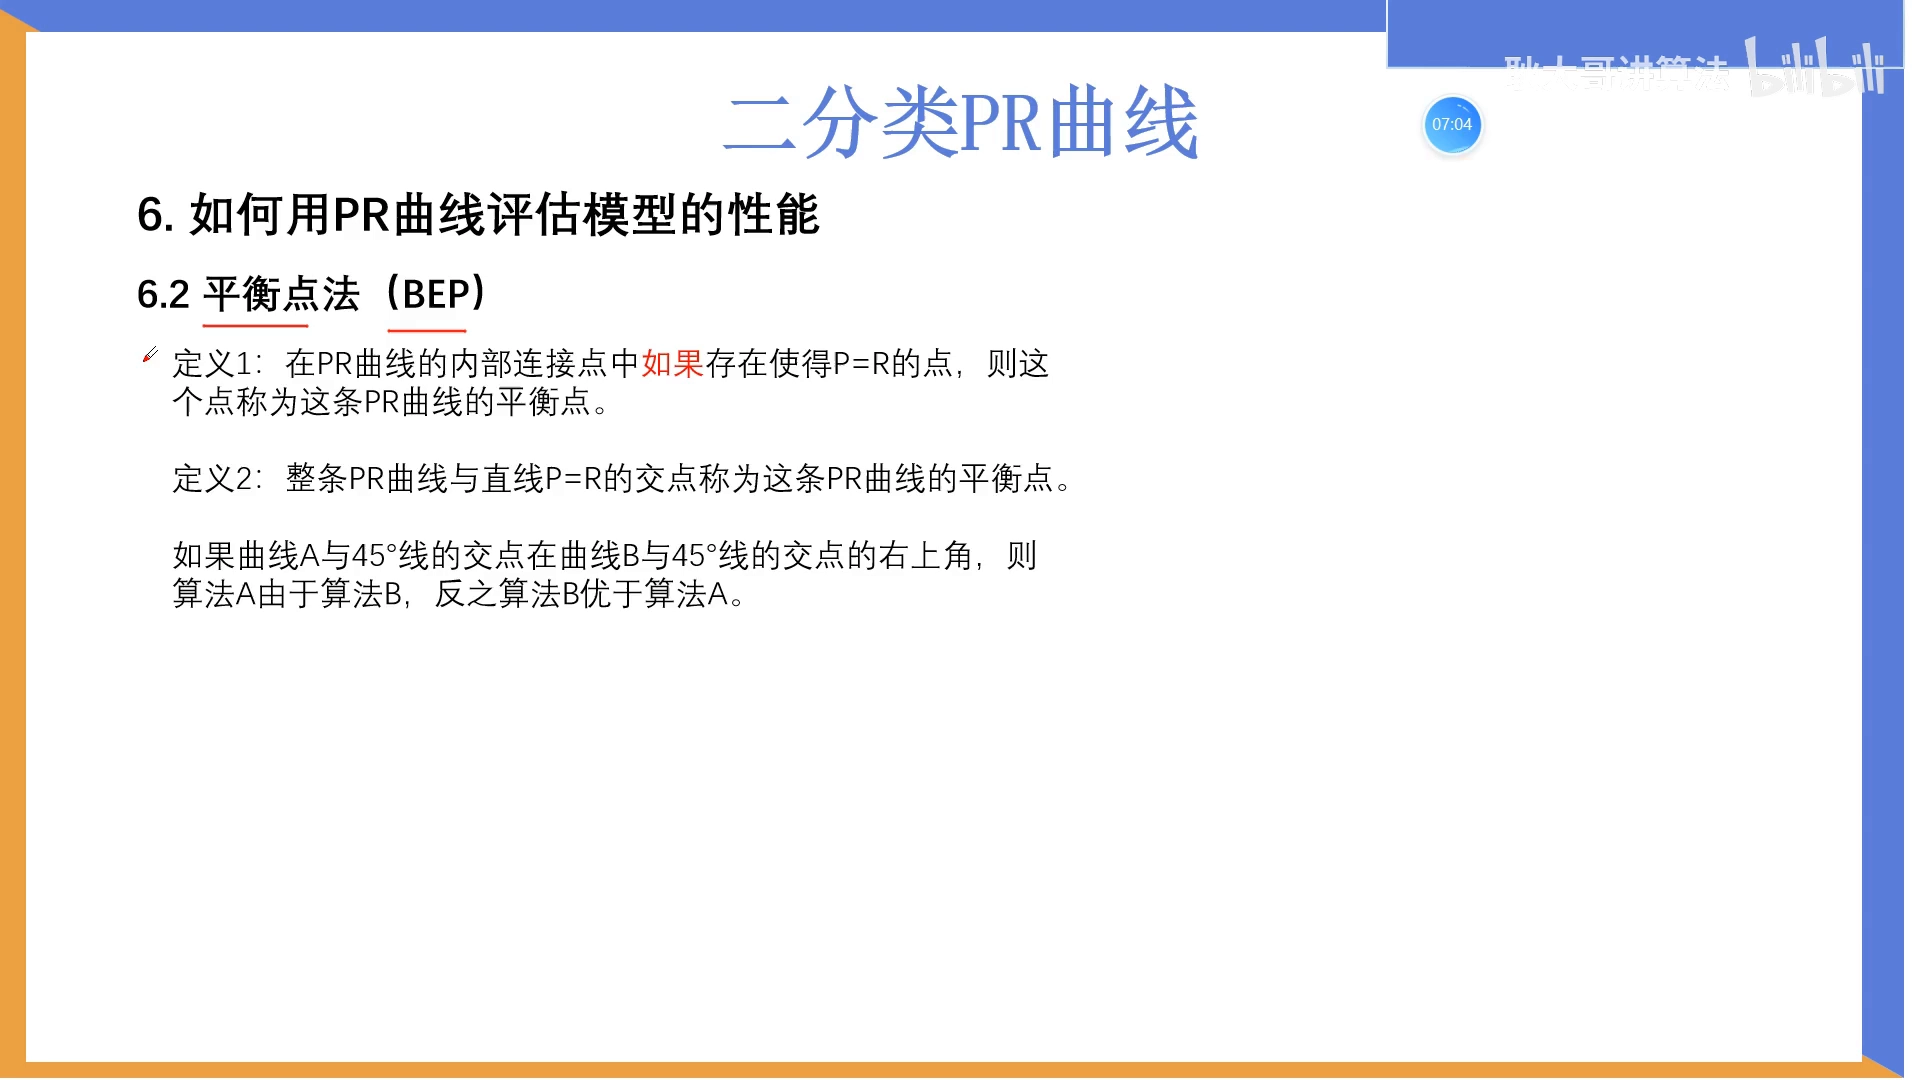 耿大哥讲算法 bilibili
二分类PR曲线
07:04
6. 如何用PR曲线评估模型的性能
6.2 平衡点法（BEP）
定义1：在PR曲线的内部连接点中如果存在使得P=R的点，则这
个点称为这条PR曲线的平衡点。
定义2：整条PR曲线与直线P=R的交点称为这条PR曲线的平衡点。
如果曲线A与45°线的交点在曲线B与45°线的交点的右上角，则
算法A由于算法B，反之算法B优于算法A。